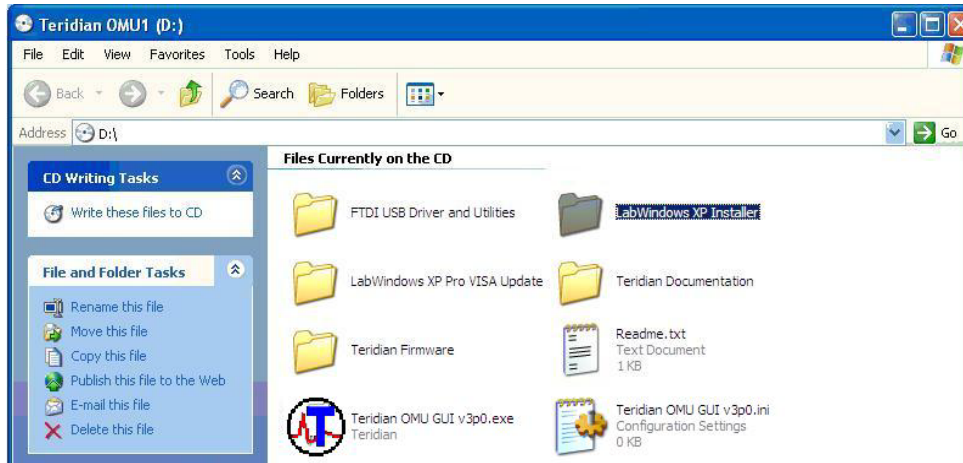 Teridian OMU1 (D:)
File Edit View Favorites Tools Help
Back Search Folders
Address D:\ Go
Files Currently on the CD
CD Writing Tasks
Write these files to CD
File and Folder Tasks
Rename this file
Move this file
Copy this file
Publish this file to the Web
E-mail this file
Delete this file
FTDI USB Driver and Utilities
LabWindows XP Installer
LabWindows XP Pro VISA Update
Teridian Documentation
Teridian Firmware
Readme.txt
Text Document
1 KB
Teridian OMU GUI v3p0.exe
Teridian
Teridian OMU GUI v3p0.ini
Configuration Settings
0 KB